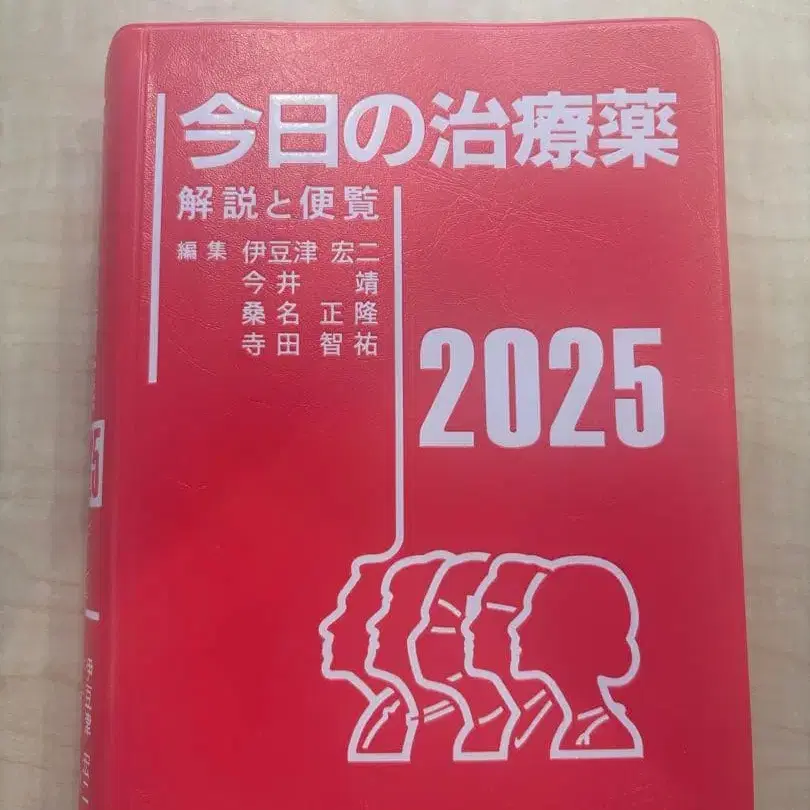 今日の治療薬
解説と便覧
編集 伊豆津 宏二
今井 靖
桑名 正隆
寺田 智祐
2025